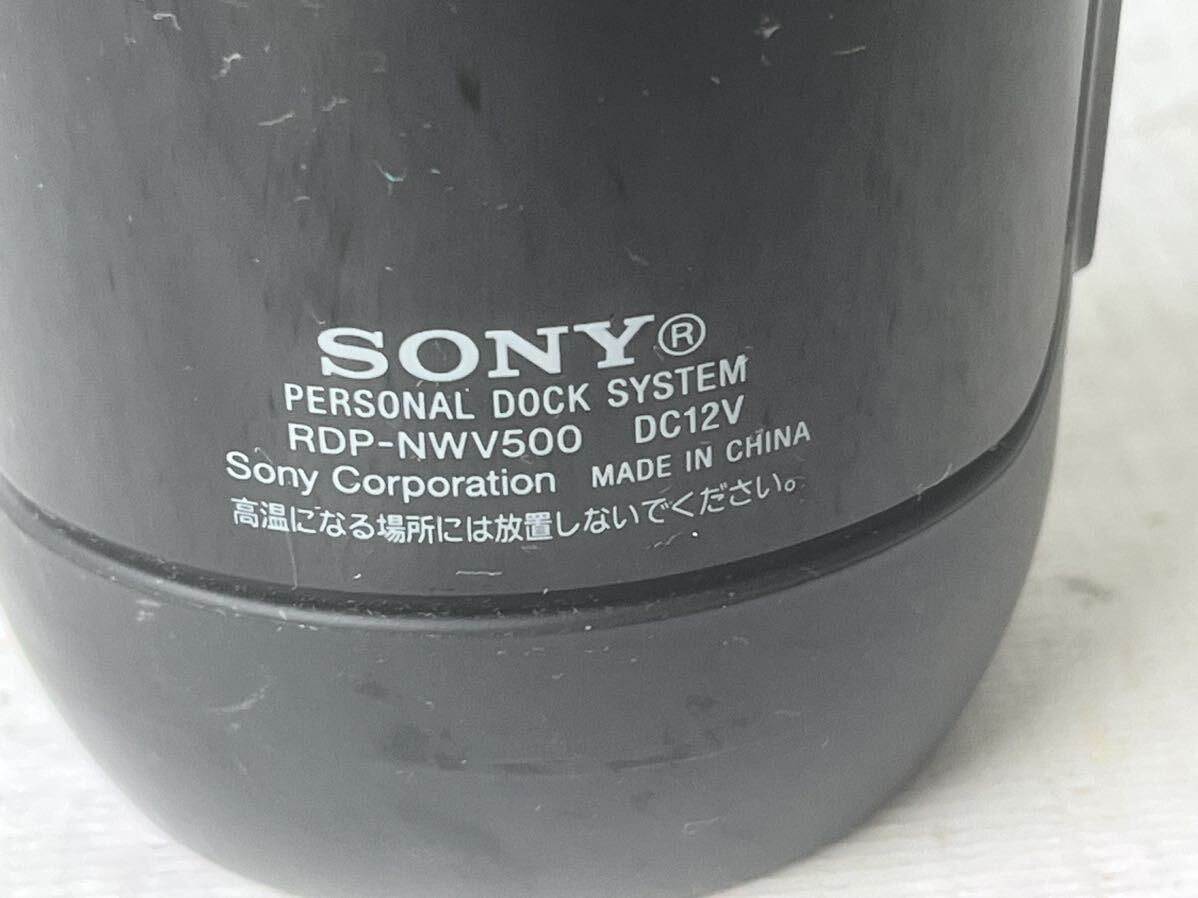 SONY®
PERSONAL DOCK SYSTEM
RDP-NWV500 DC12V
Sony Corporation MADE IN CHINA
高温になる場所には放置しないでください。